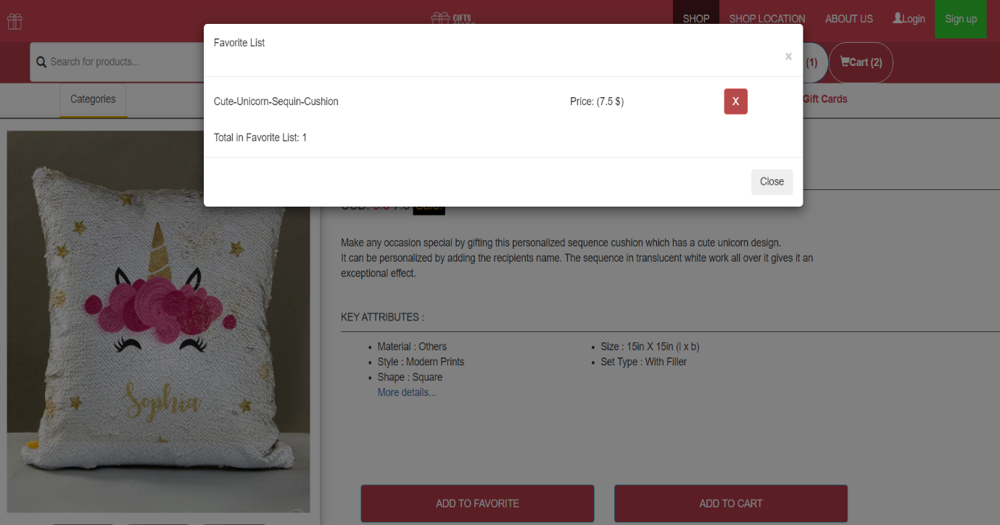 GIFTS
SHOP SHOP LOCATION ABOUT US Login Sign up
Favorite List
x
Search for products...
(1) Cart (2)
Categories
Gift Cards
Cute-Unicorn-Sequin-Cushion Price: (7.5 $) X
Total in Favorite List: 1
Close
Make any occasion special by gifting this personalized sequence cushion which has a cute unicorn design.
It can be personalized by adding the recipients name. The sequence in translucent white work all over it gives it an
exceptional effect.
KEY ATTRIBUTES :
Material : Others
Style : Modern Prints
Shape : Square
More details...
Size : 15in X 15in (l x b)
Set Type : With Filler
Sophia
ADD TO FAVORITE
ADD TO CART